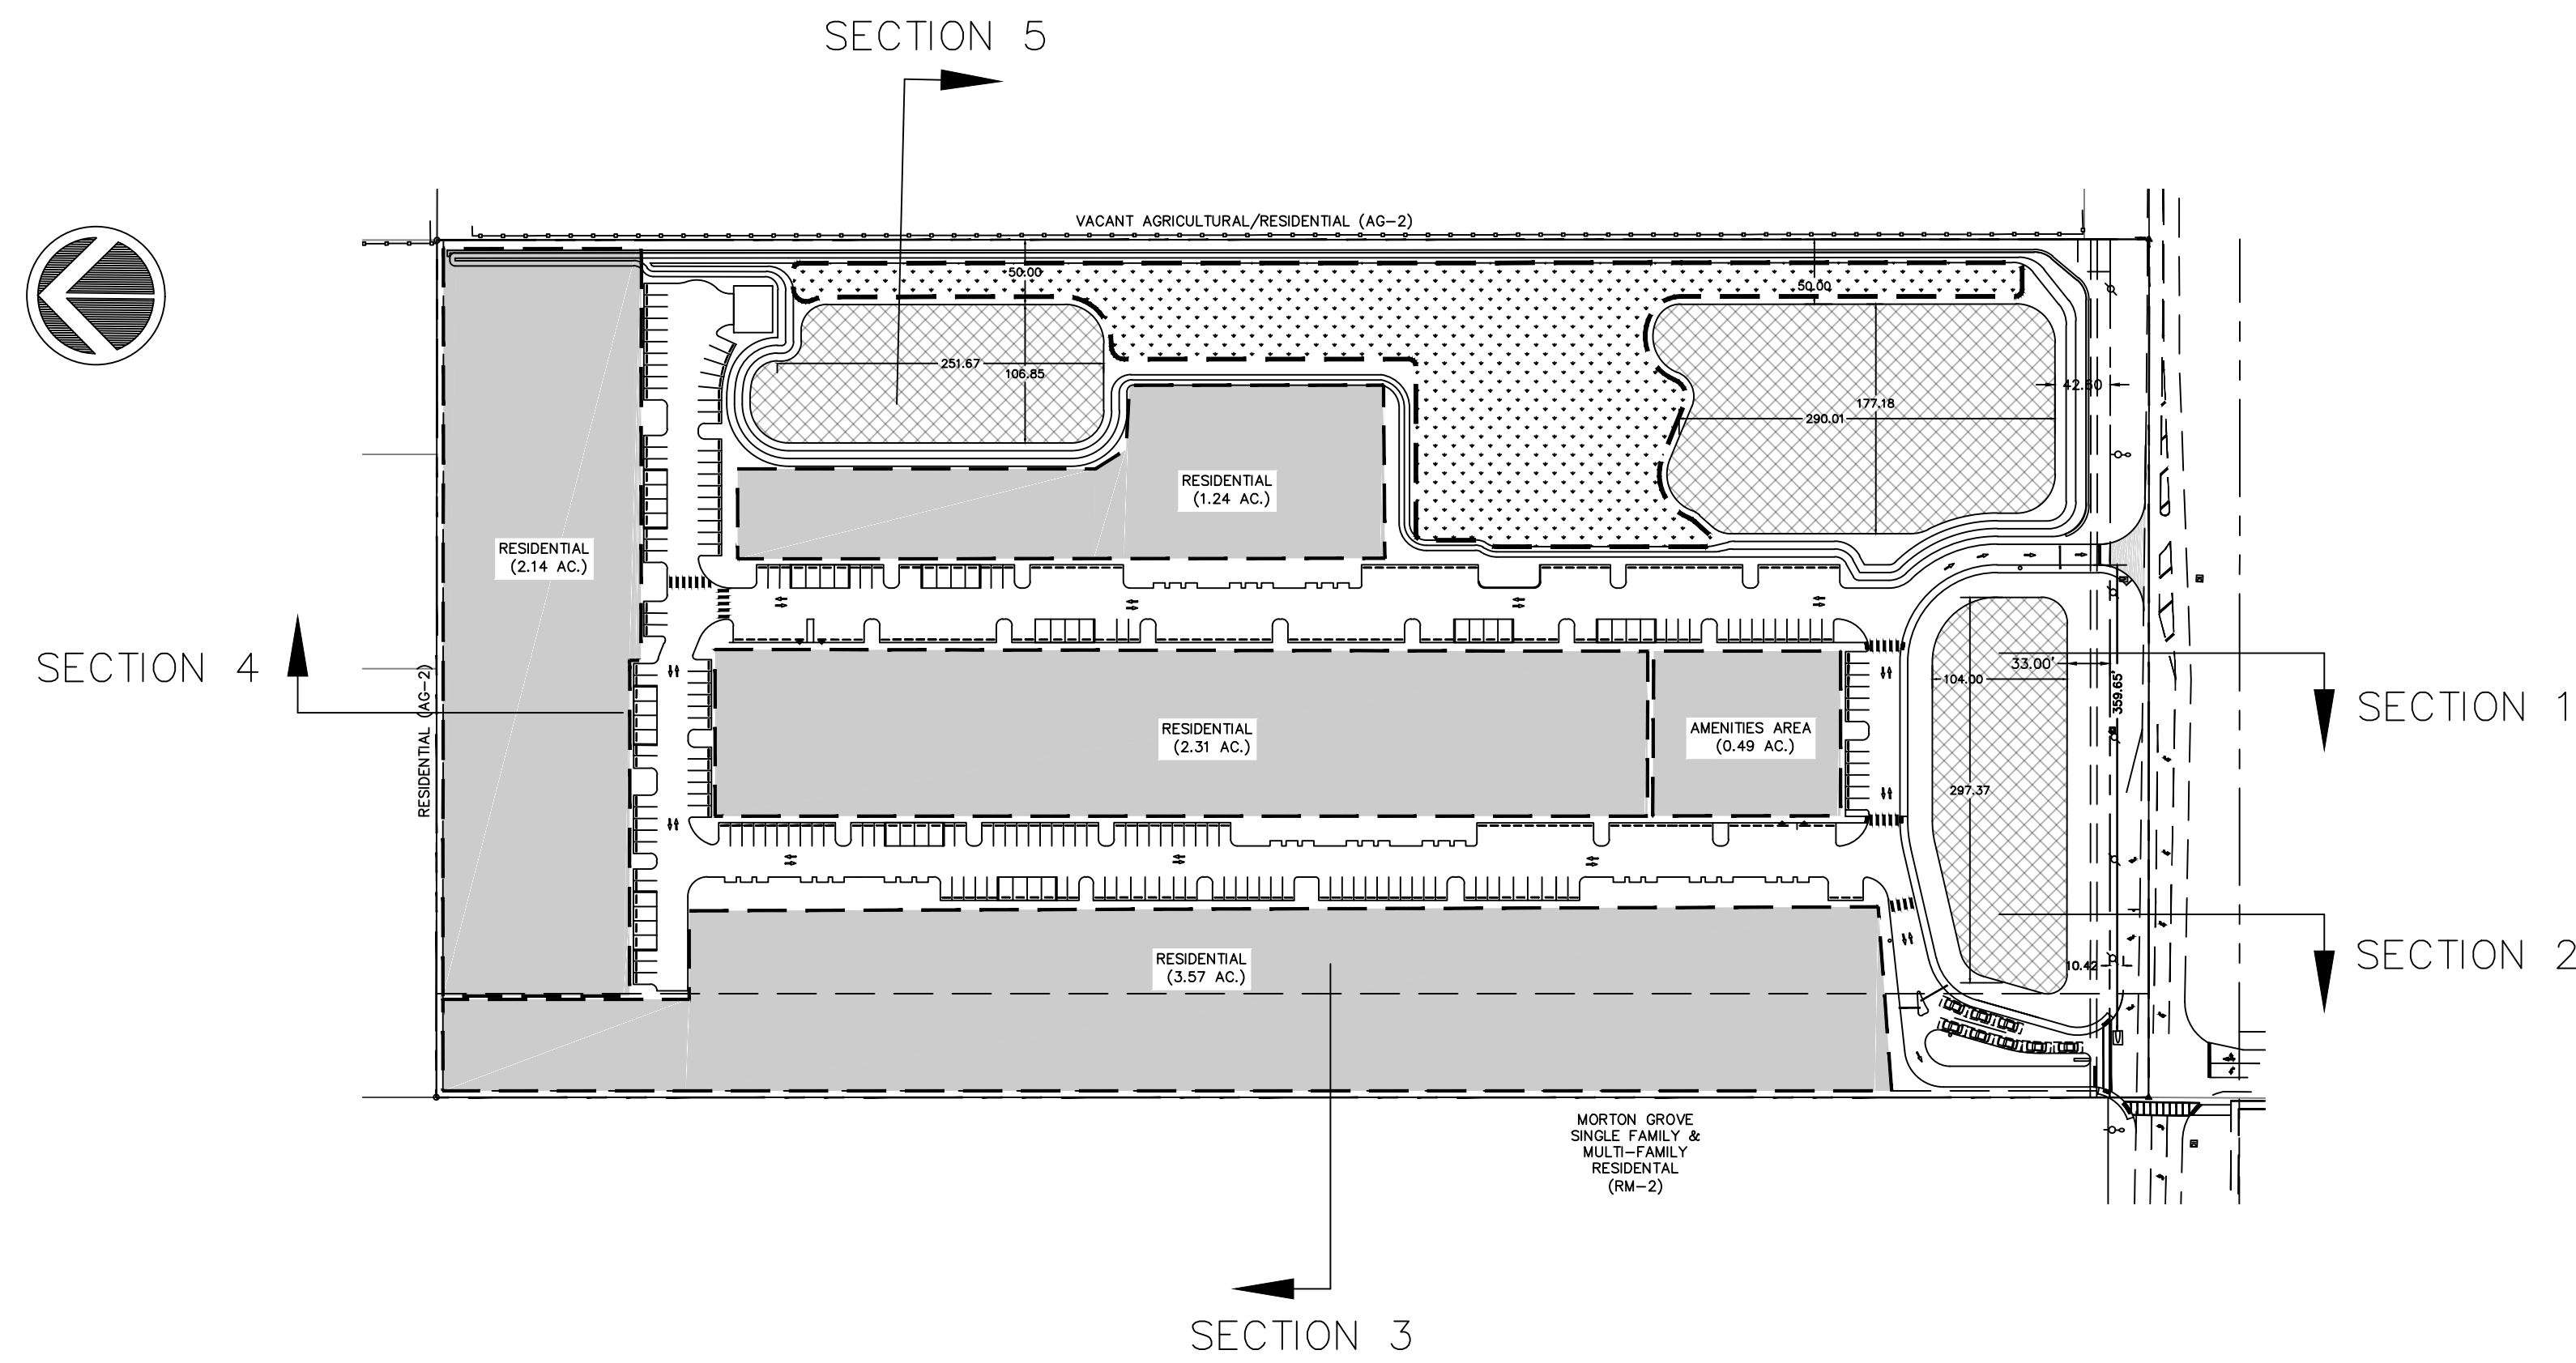 SECTION 5
VACANT AGRICULTURAL/RESIDENTIAL (AG-2)
50.00
50.00
251.67
106.85
42.50
177.18
290.01
RESIDENTIAL
(1.24 AC.)
RESIDENTIAL
(2.14 AC.)
SECTION 4
RESIDENTIAL (AG-2)
33.00'
104.00
359.65'
SECTION 1
RESIDENTIAL
(2.31 AC.)
AMENITIES AREA
(0.49 AC.)
297.37
RESIDENTIAL
(3.57 AC.)
10.42
SECTION 2
MORTON GROVE
SINGLE FAMILY &
MULTI-FAMILY
RESIDENTAL
(RM-2)
SECTION 3